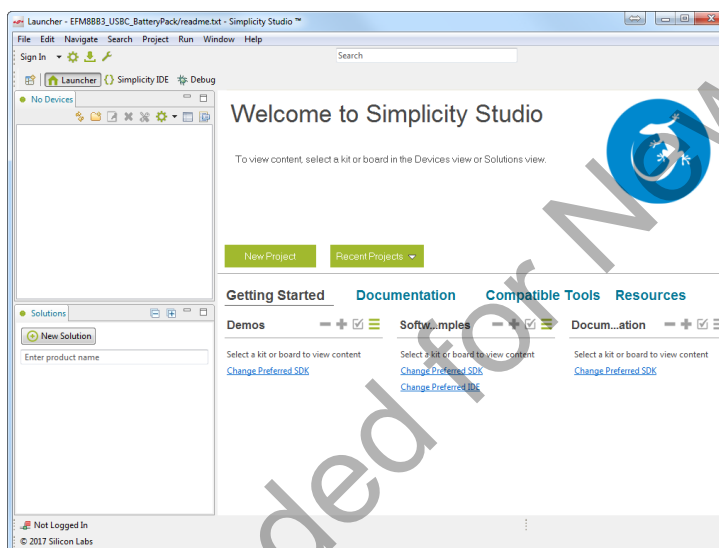 Launcher - EFM8BB3_USBC_BatteryPack/readme.txt - Simplicity Studio ™
File Edit Navigate Search Project Run Window Help
Sign In
Search
Launcher {} Simplicity IDE Debug
No Devices
Welcome to Simplicity Studio
To view content, select a kit or board in the Devices view or Solutions view.
New Project Recent Projects
Getting Started Documentation Compatible Tools Resources
Solutions
New Solution
Enter product name
Demos Softw...mples Docum...ation
Select a kit or board to view content Select a kit or board to view content Select a kit or board to view content
Change Preferred SDK Change Preferred SDK Change Preferred SDK
Change Preferred IDE
Not Logged In
© 2017 Silicon Labs